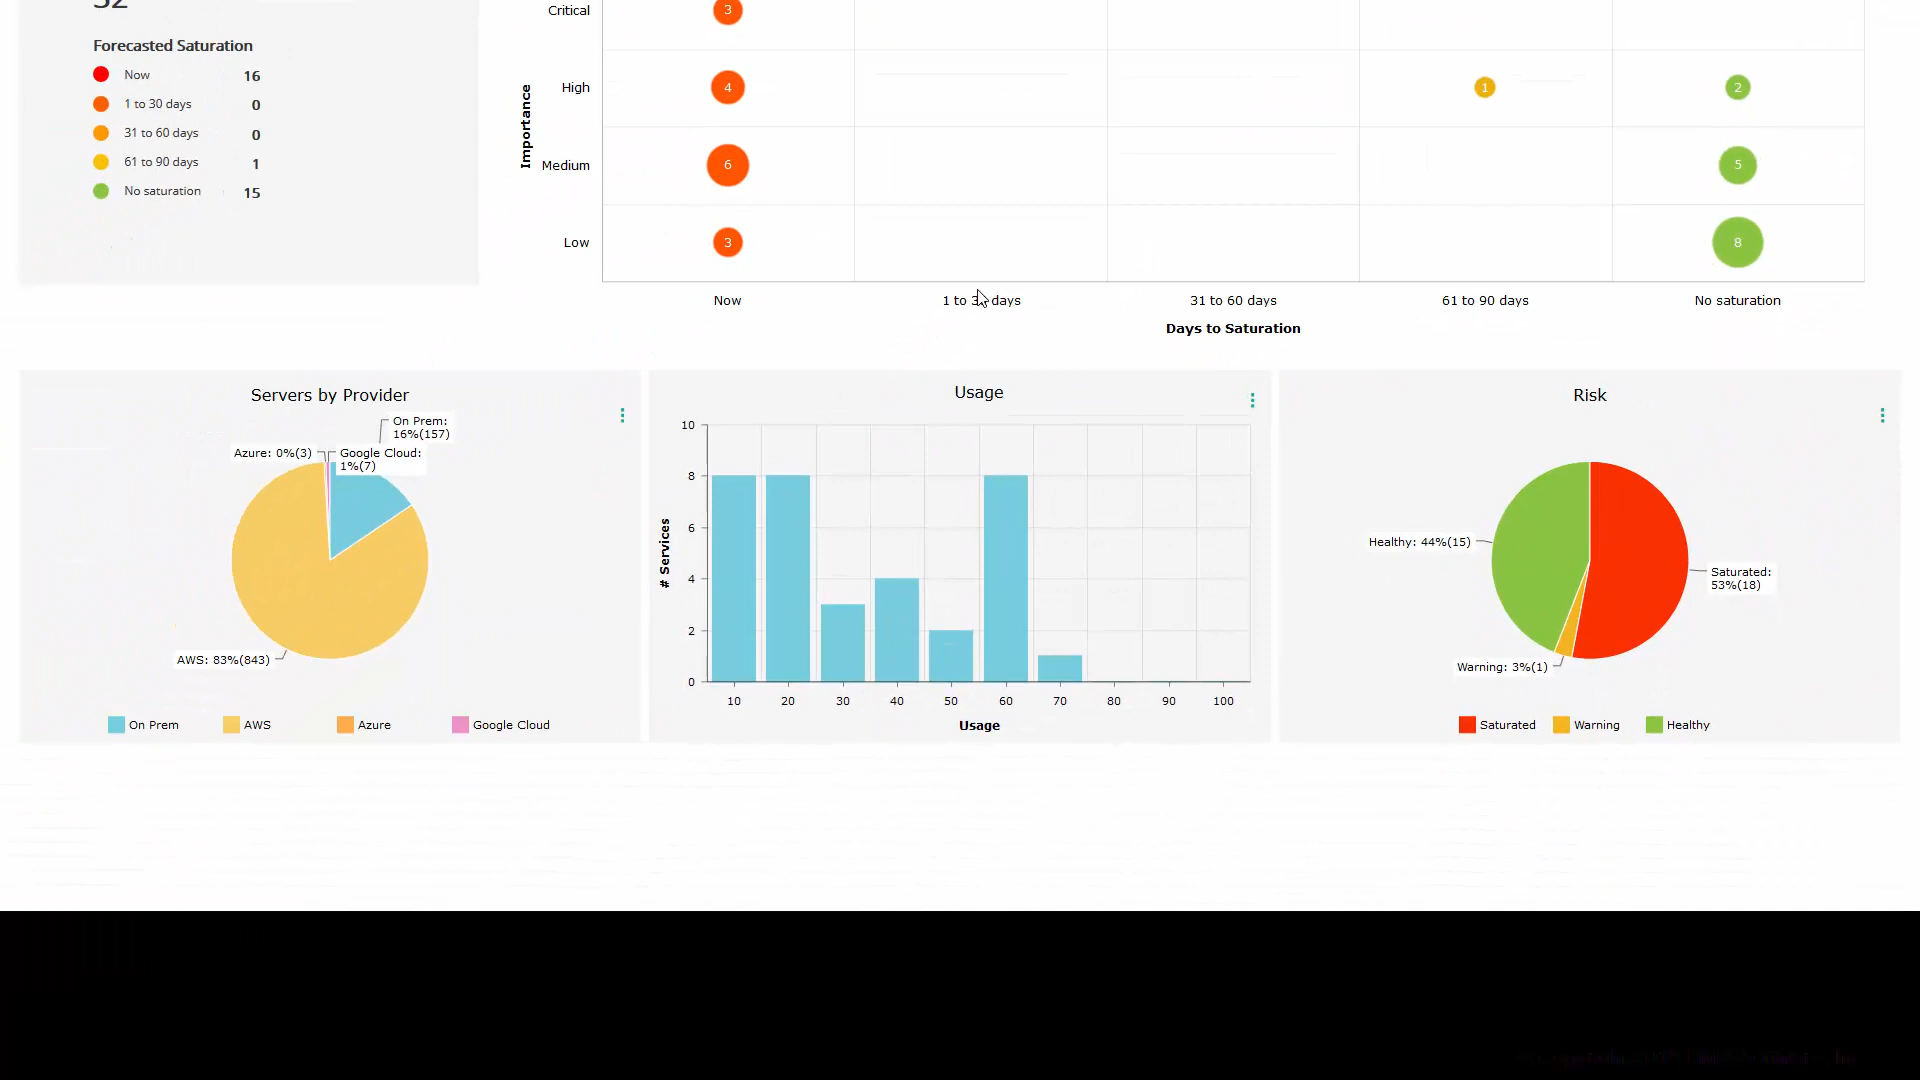 32
Forecasted Saturation
Now 16
1 to 30 days 0
31 to 60 days 0
61 to 90 days 1
No saturation 15
Importance
Critical 3
High 4 1 2
Medium 6 5
Low 3 8
Now 1 to 30 days 31 to 60 days 61 to 90 days No saturation
Days to Saturation
Servers by Provider
On Prem:
16%(157)
Azure: 0%(3)
Google Cloud:
1%(7)
AWS: 83%(843)
On Prem AWS Azure Google Cloud
Usage
# Services
10
8
6
4
2
0
10 20 30 40 50 60 70 80 90 100
Usage
Risk
Healthy: 44%(15)
Saturated:
53%(18)
Warning: 3%(1)
Saturated Warning Healthy